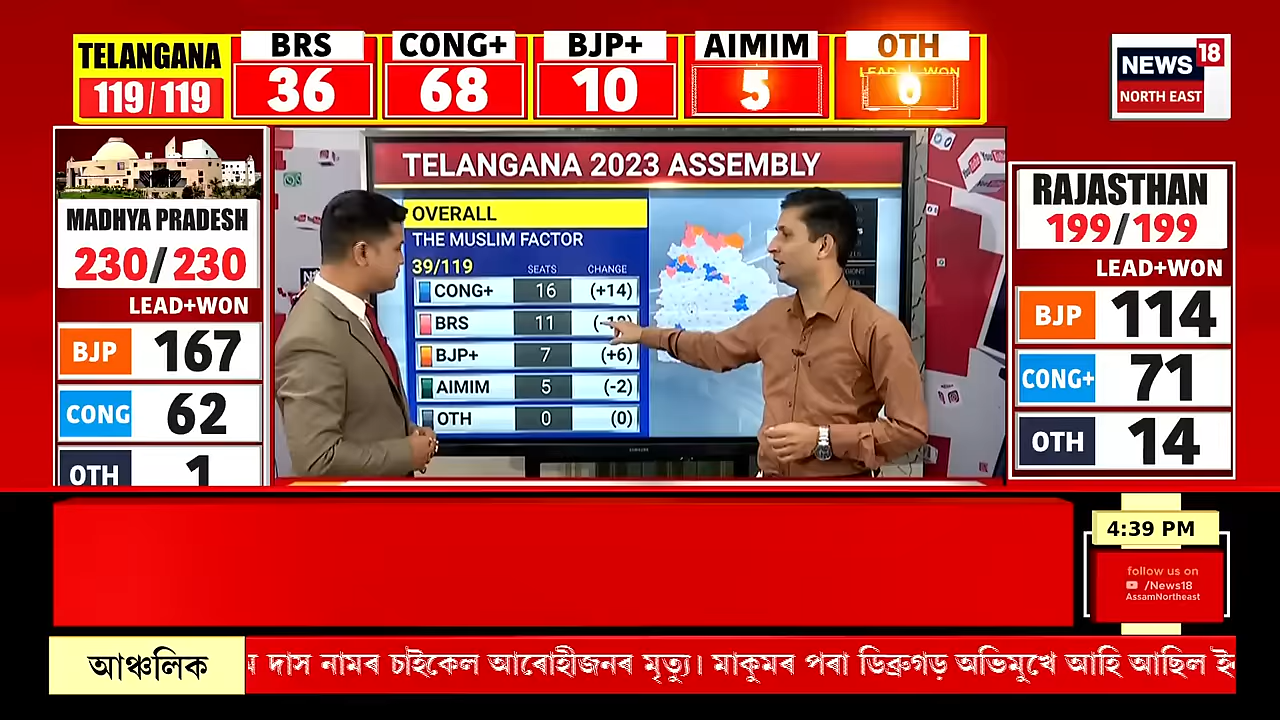 TELANGANA
119/119
BRS
36
CONG+
68
BJP+
10
AIMIM
5
OTH
0
NEWS 18
NORTH EAST
MADHYA PRADESH
230/230
LEAD+WON
BJP 167
CONG 62
OTH 1
TELANGANA 2023 ASSEMBLY
OVERALL
THE MUSLIM FACTOR
39/119 SEATS CHANGE
CONG+ 16 (+14)
BRS 11
BJP+ 7 (+6)
AIMIM 5 (-2)
OTH 0 (0)
RAJASTHAN
199/199
LEAD+WON
BJP 114
CONG+ 71
OTH 14
4:39 PM
follow us on
/News18
AssamNortheast
আঞ্চলিক
দাস নামৰ চাইকেল আৰোহীজনৰ মৃত্যু। মাকুমৰ পৰা ডিব্ৰুগড় অভিমুখে আহি আছিল